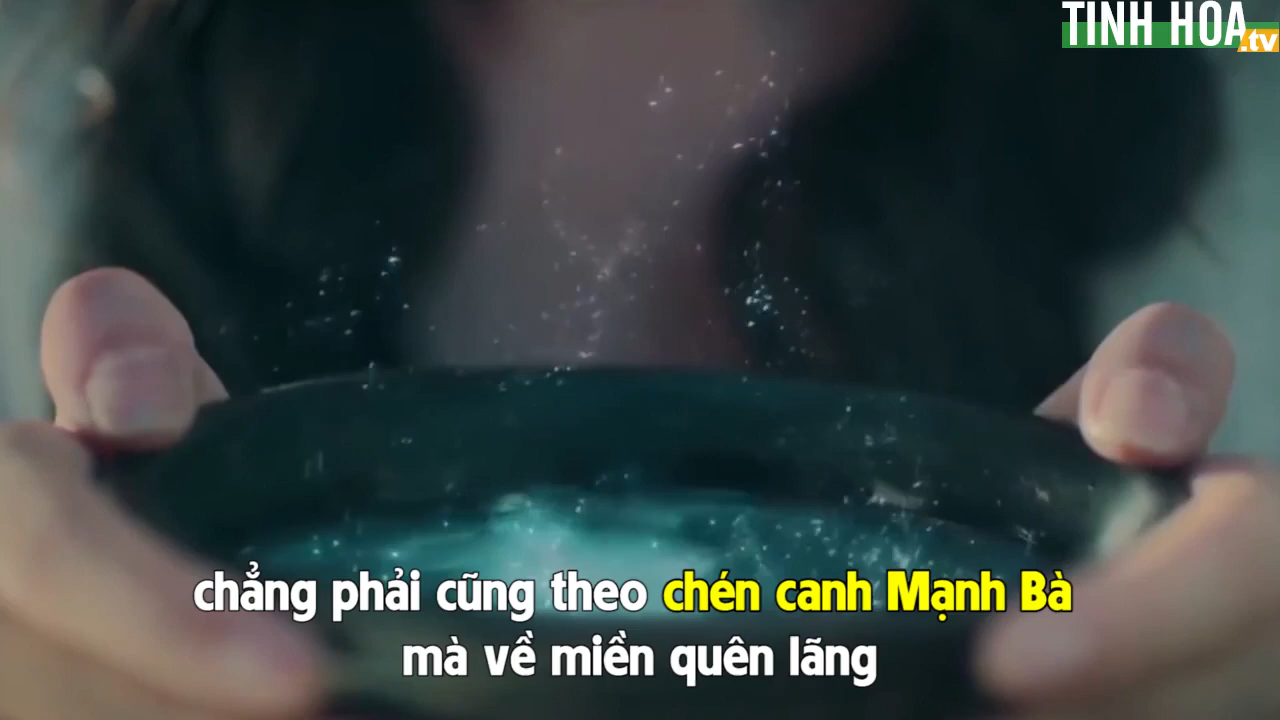 TINH HOA
.tv
chẳng phải cũng theo chén canh Mạnh Bà
mà về miền quên lãng